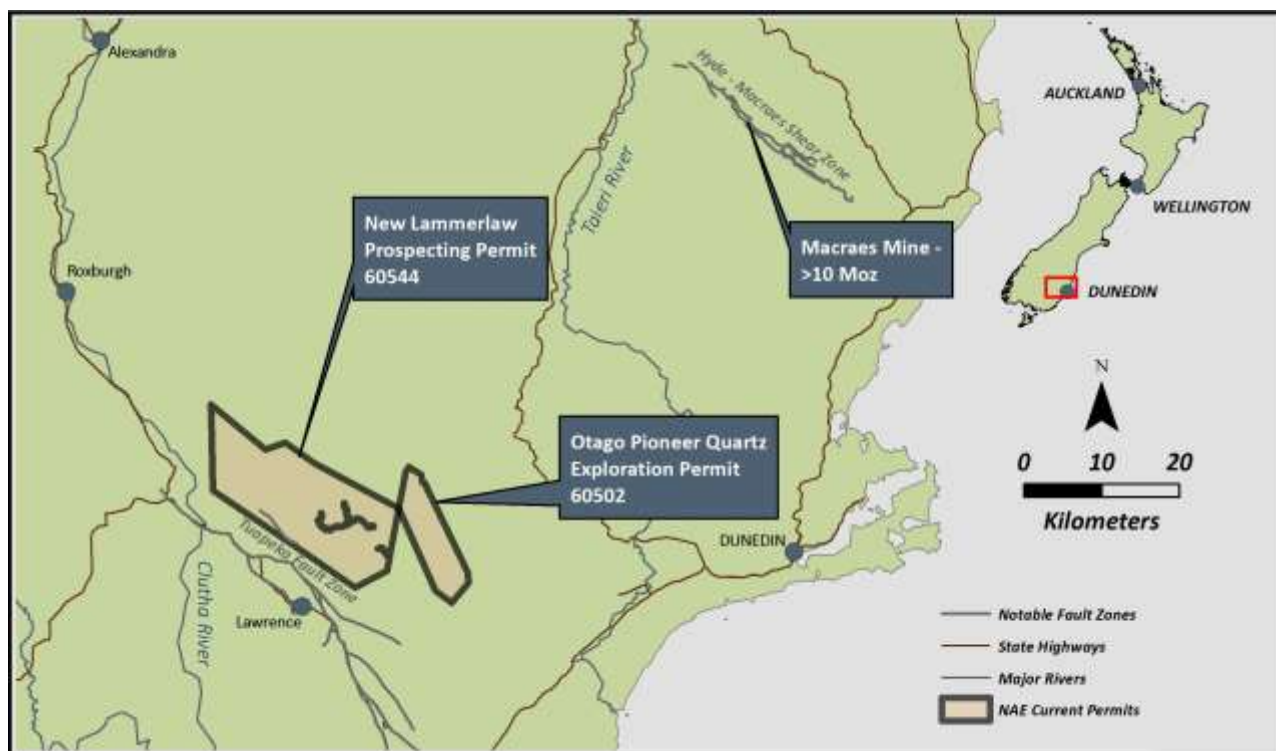 Alexandra
Hyde - Macraes Shear Zone
Taieri River
New Lammerlaw
Prospecting Permit
60544
Macraes Mine -
>10 Moz
Roxburgh
Otago Pioneer Quartz
Exploration Permit
60502
Tuapeka Fault Zone
Clutha River
Lawrence
DUNEDIN
AUCKLAND
WELLINGTON
DUNEDIN
N
0 10 20
Kilometers
Notable Fault Zones
State Highways
Major Rivers
NAE Current Permits